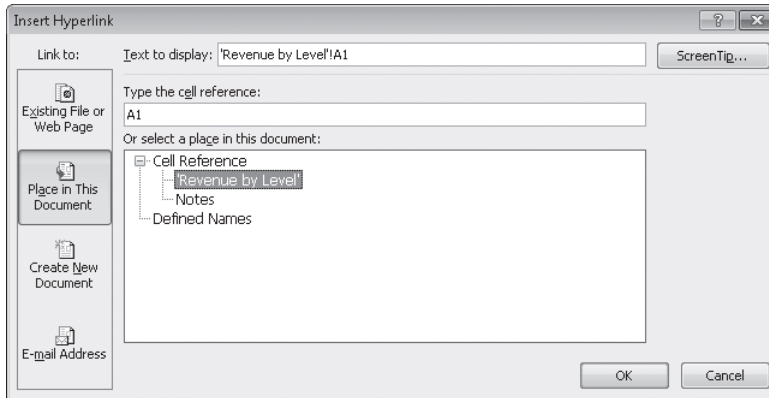 Insert Hyperlink
Link to:
Text to display: 'Revenue by Level'!A1
ScreenTip...
Existing File or
Web Page
Place in This
Document
Create New
Document
E-mail Address
Type the cell reference:
A1
Or select a place in this document:
Cell Reference
'Revenue by Level'
Notes
Defined Names
OK
Cancel